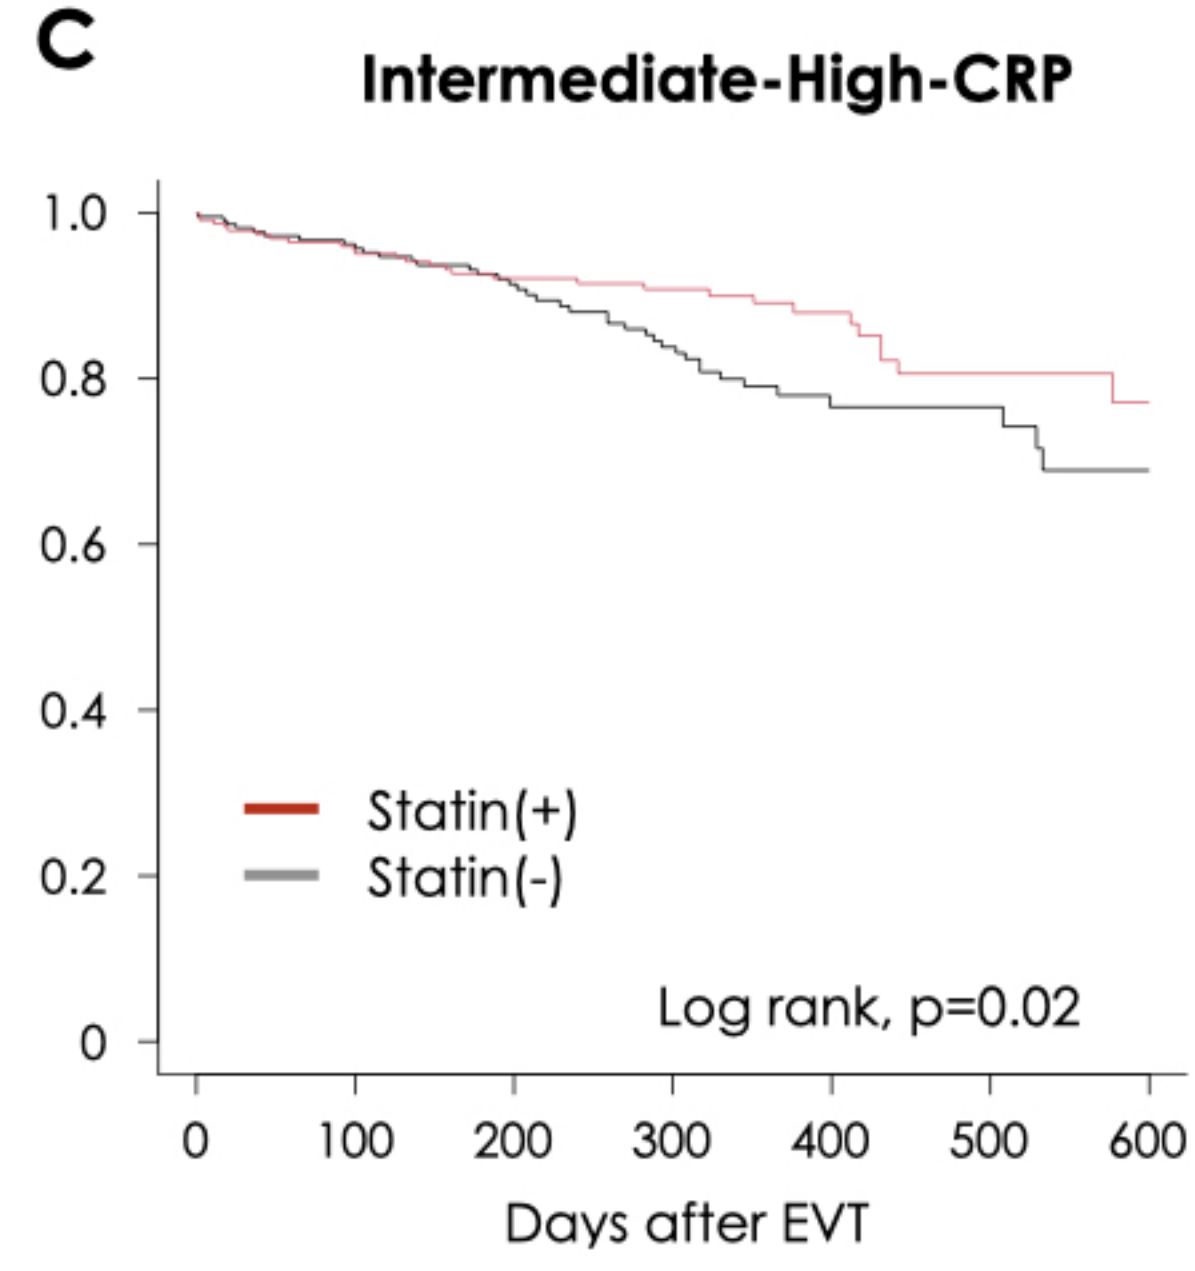 C
Intermediate-High-CRP
1.0
0.8
0.6
0.4
0.2
0
Statin(+)
Statin(-)
Log rank, p=0.02
0 100 200 300 400 500 600
Days after EVT